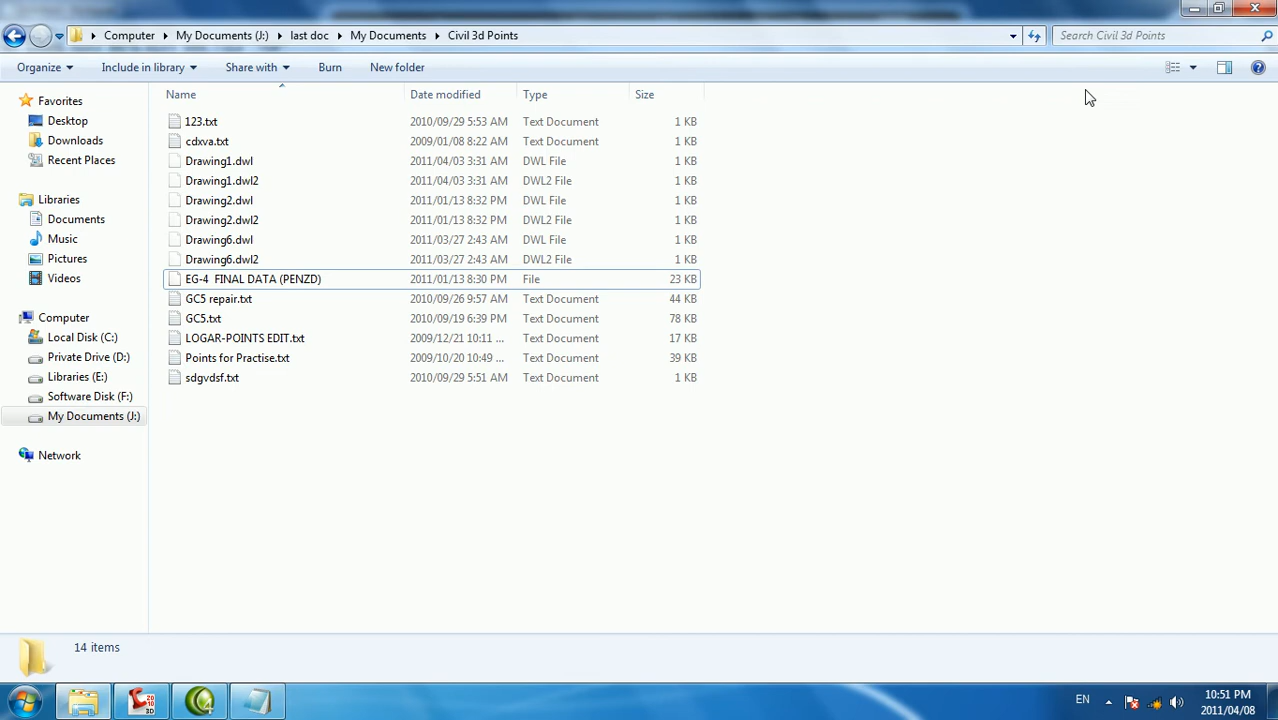 Computer ▸ My Documents (J:) ▸ last doc ▸ My Documents ▸ Civil 3d Points
Search Civil 3d Points
Organize Include in library Share with Burn New folder
Name Date modified Type Size
Favorites
Desktop
Downloads
Recent Places
Libraries
Documents
Music
Pictures
Videos
Computer
Local Disk (C:)
Private Drive (D:)
Libraries (E:)
Software Disk (F:)
My Documents (J:)
Network
123.txt 2010/09/29 5:53 AM Text Document 1 KB
cdxva.txt 2009/01/08 8:22 AM Text Document 1 KB
Drawing1.dwl 2011/04/03 3:31 AM DWL File 1 KB
Drawing1.dwl2 2011/04/03 3:31 AM DWL2 File 1 KB
Drawing2.dwl 2011/01/13 8:32 PM DWL File 1 KB
Drawing2.dwl2 2011/01/13 8:32 PM DWL2 File 1 KB
Drawing6.dwl 2011/03/27 2:43 AM DWL File 1 KB
Drawing6.dwl2 2011/03/27 2:43 AM DWL2 File 1 KB
EG-4 FINAL DATA (PENZD) 2011/01/13 8:30 PM File 23 KB
GC5 repair.txt 2010/09/26 9:57 AM Text Document 44 KB
GC5.txt 2010/09/19 6:39 PM Text Document 78 KB
LOGAR-POINTS EDIT.txt 2009/12/21 10:11 ... Text Document 17 KB
Points for Practise.txt 2009/10/20 10:49 ... Text Document 39 KB
sdgvdsf.txt 2010/09/29 5:51 AM Text Document 1 KB
14 items
EN
10:51 PM
2011/04/08